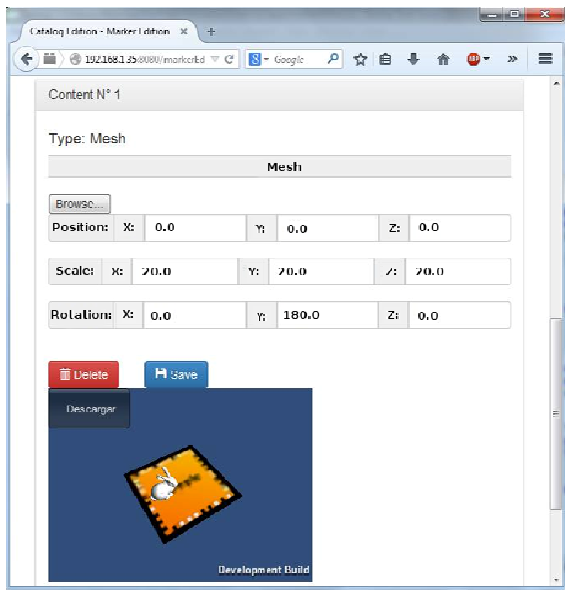 Catalog Edition - Marker Edition
192.168.1.35:8080/markerEd
Google
Content N° 1
Type: Mesh
Mesh
Browse...
Position: X: 0.0 Y: 0.0 Z: 0.0
Scale: X: 20.0 Y: 20.0 Z: 20.0
Rotation: X: 0.0 Y: 180.0 Z: 0.0
Delete Save
Descargar
Development Build